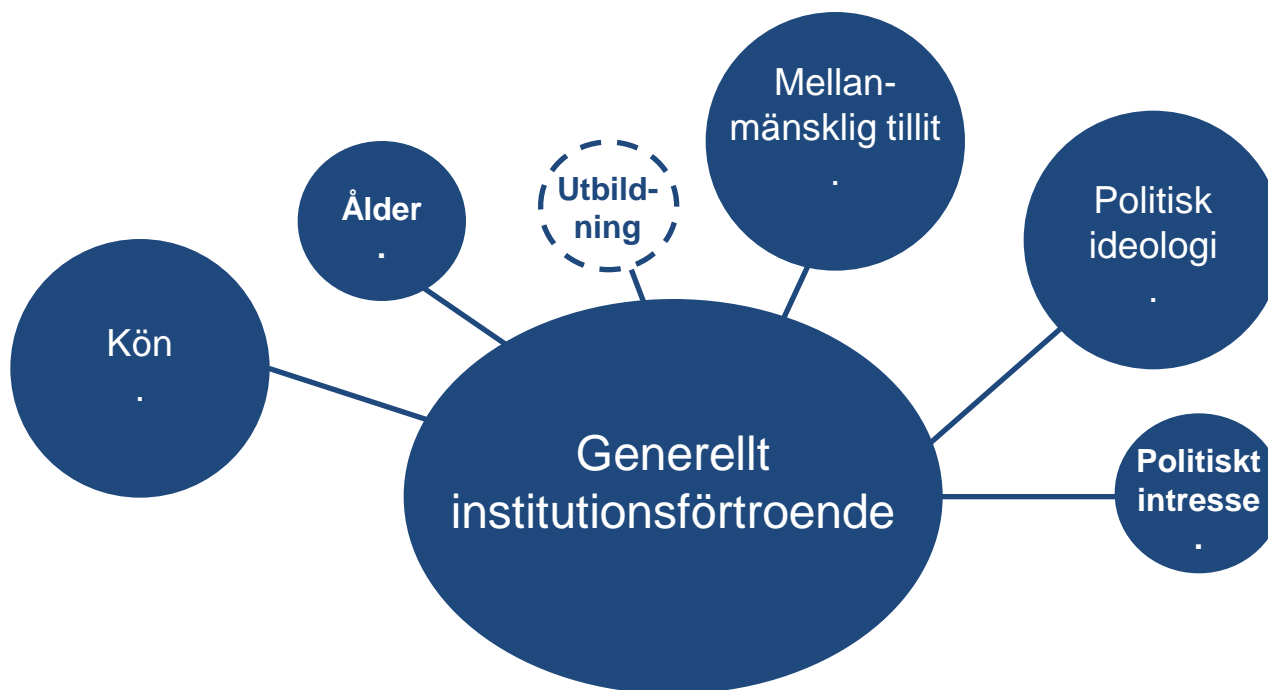 Mellan-
mänsklig tillit
.
Utbild-
ning
Ålder
.
Politisk
ideologi
.
Kön
.
Generellt
institutionsförtroende
Politiskt
intresse
.